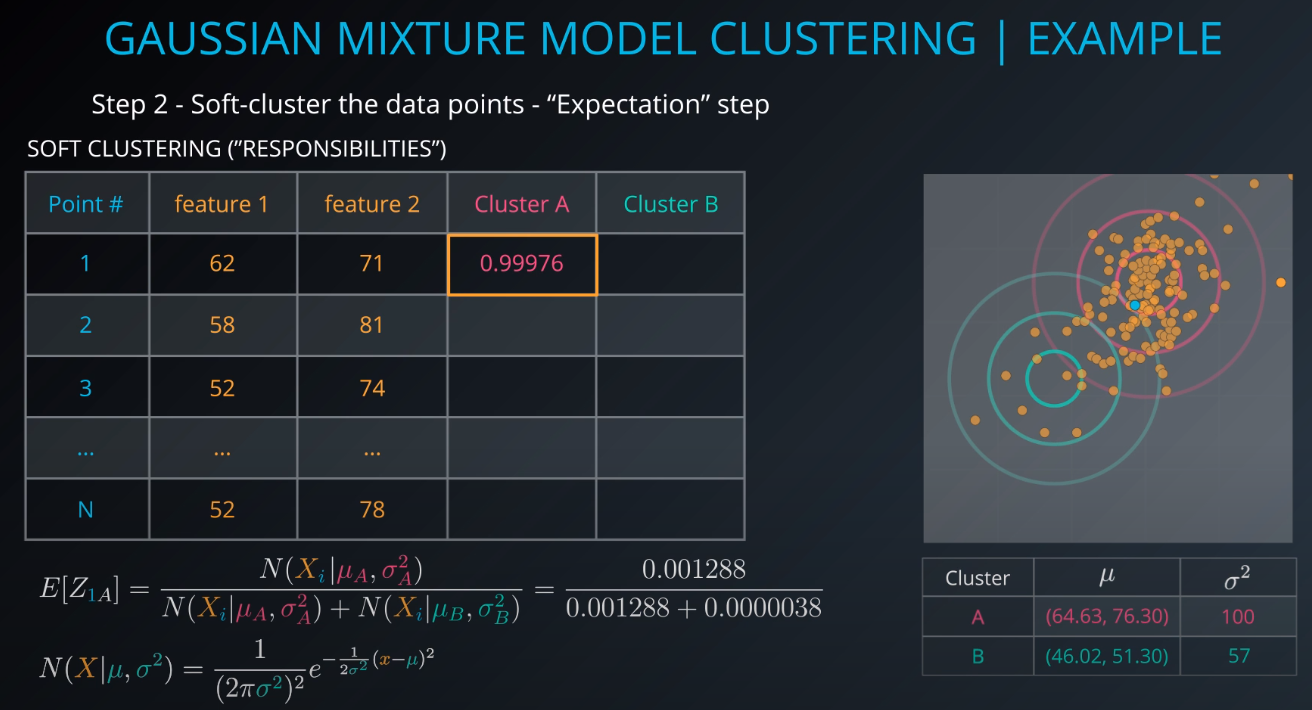 GAUSSIAN MIXTURE MODEL CLUSTERING | EXAMPLE
Step 2 - Soft-cluster the data points - “Expectation” step
SOFT CLUSTERING (”RESPONSIBILITIES”)
Point # feature 1 feature 2 Cluster A Cluster B
1 62 71 0.99976
2 58 81
3 52 74
... ... ...
N 52 78
E[Z_{1A}] = \frac{N(X_i|\mu_A, \sigma_A^2)}{N(X_i|\mu_A, \sigma_A^2) + N(X_i|\mu_B, \sigma_B^2)} = \frac{0.001288}{0.001288 + 0.0000038}
N(X|\mu, \sigma^2) = \frac{1}{(2\pi\sigma^2)^2} e^{-\frac{1}{2\sigma^2}(x-\mu)^2}
Cluster μ σ²
A (64.63, 76.30) 100
B (46.02, 51.30) 57